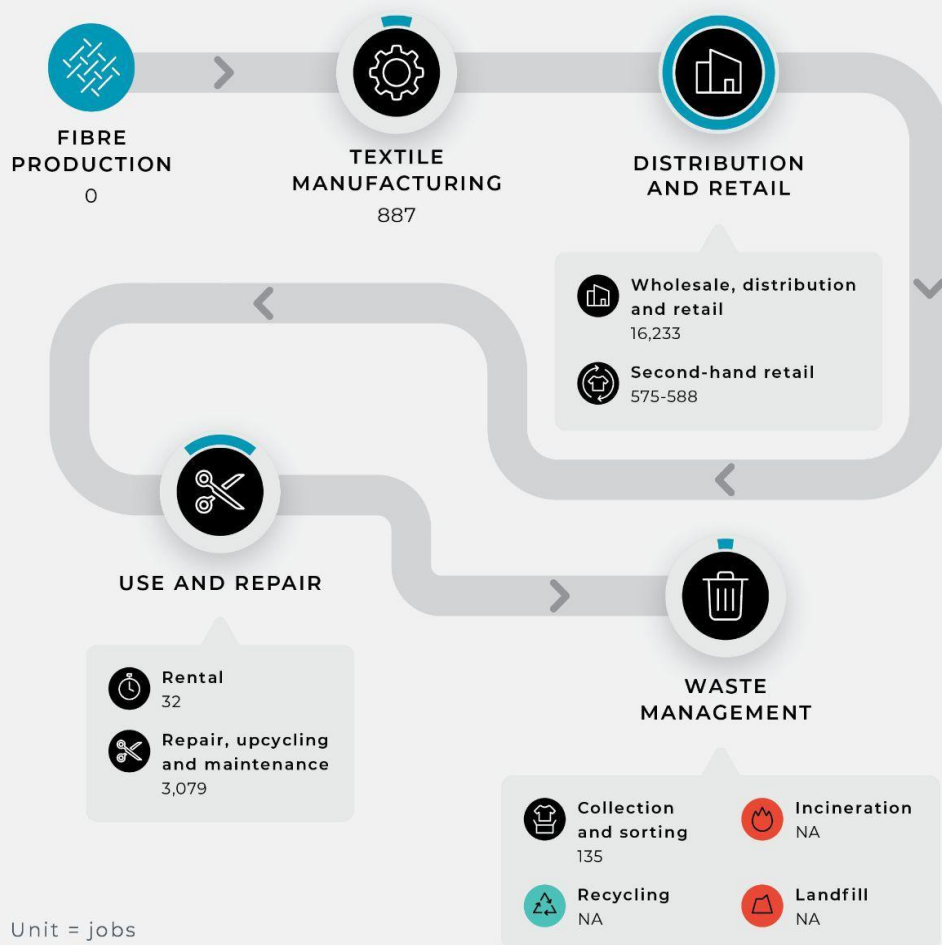 FIBRE
PRODUCTION
0
TEXTILE
MANUFACTURING
887
DISTRIBUTION
AND RETAIL
Wholesale, distribution
and retail
16,233
Second-hand retail
575-588
USE AND REPAIR
Rental
32
Repair, upcycling
and maintenance
3,079
WASTE
MANAGEMENT
Collection
and sorting
135
Incineration
NA
Recycling
NA
Landfill
NA
Unit = jobs